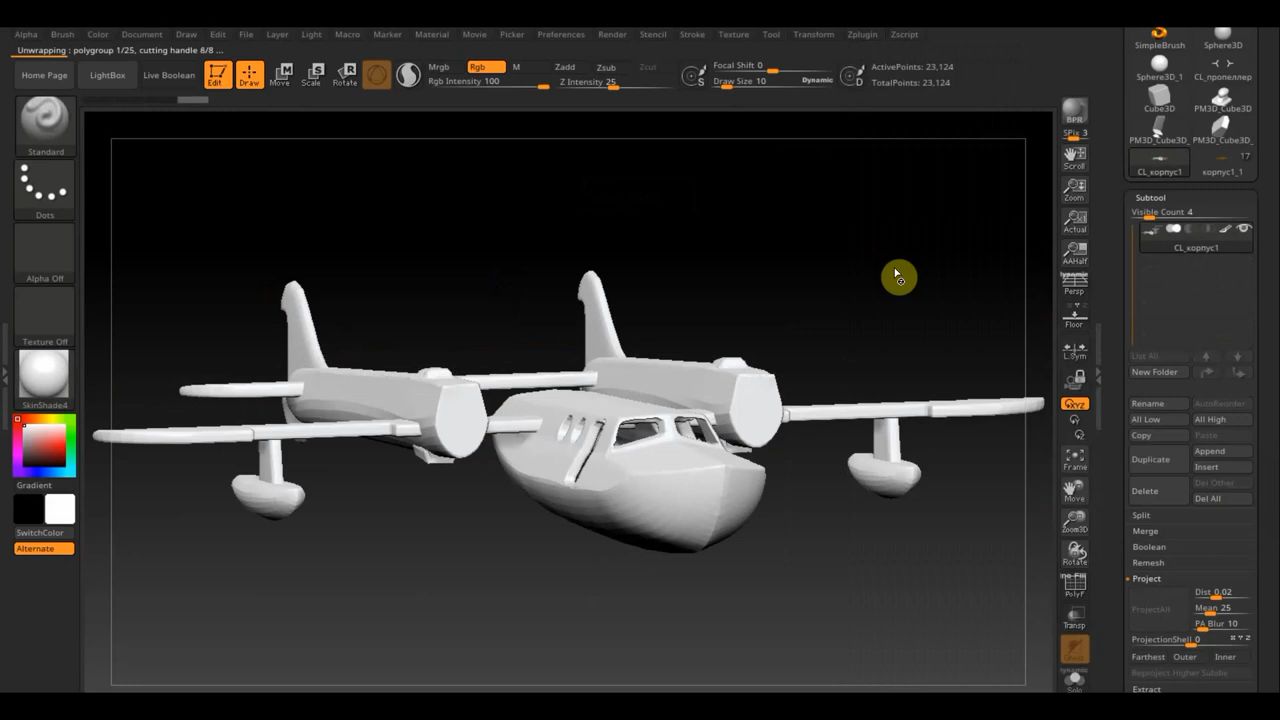 Alpha Brush Color Document Draw Edit File Layer Light Macro Marker Material Movie Picker Preferences Render Stencil Stroke Texture Tool Transform Zplugin Zscript
Unwrapping : polygroup 1/25, cutting handle 8/8 ...
Home Page
LightBox
Live Boolean
Edit
Draw
Move
Scale
Rotate
Mrgb
Rgb
M
Rgb Intensity 100
Zadd
Zsub
Zcut
Z Intensity 25
S
Focal Shift 0
Draw Size 10
Dynamic
D
ActivePoints: 23,124
TotalPoints: 23,124
Standard
Dots
Alpha Off
Texture Off
SkinShade4
Gradient
SwitchColor
Alternate
BPR
SPix 3
Scroll
Zoom
Actual
AAHalf
Persp
Floor
L.Sym
XYZ
Y
Z
Frame
Move
Zoom3D
Rotate
PolyF
Transp
Solo
SimpleBrush
Sphere3D
Sphere3D_1
CL_пропеллер
Cube3D
PM3D_Cube3D
PM3D_Cube3D_
PM3D_Cube3D_
17
CL_корпус1
корпус1_1
Subtool
Visible Count 4
CL_корпус1
List All
New Folder
Rename
AutoReorder
All Low
All High
Copy
Paste
Duplicate
Append
Insert
Delete
Del Other
Del All
Split
Merge
Boolean
Remesh
Project
ProjectAll
Dist 0.02
Mean 25
PA Blur 10
ProjectionShell 0
X Y Z
Farthest
Outer
Inner
Reproject Higher Subdiv
Extract